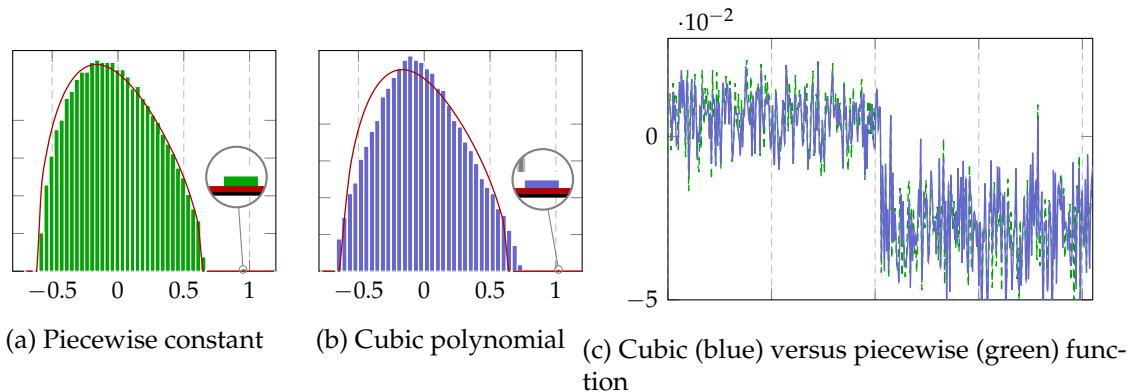 ·10⁻²
0
−5
−0.5 0 0.5 1
−0.5 0 0.5 1
(a) Piecewise constant
(b) Cubic polynomial
(c) Cubic (blue) versus piecewise (green) func-
tion